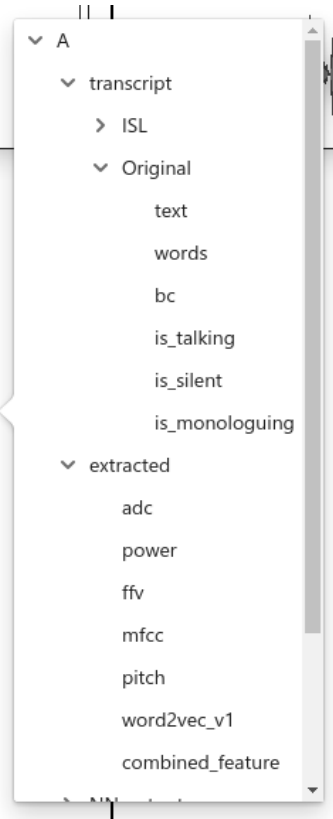 A
transcript
ISL
Original
text
words
bc
is_talking
is_silent
is_monologuing
extracted
adc
power
ffv
mfcc
pitch
word2vec_v1
combined_feature